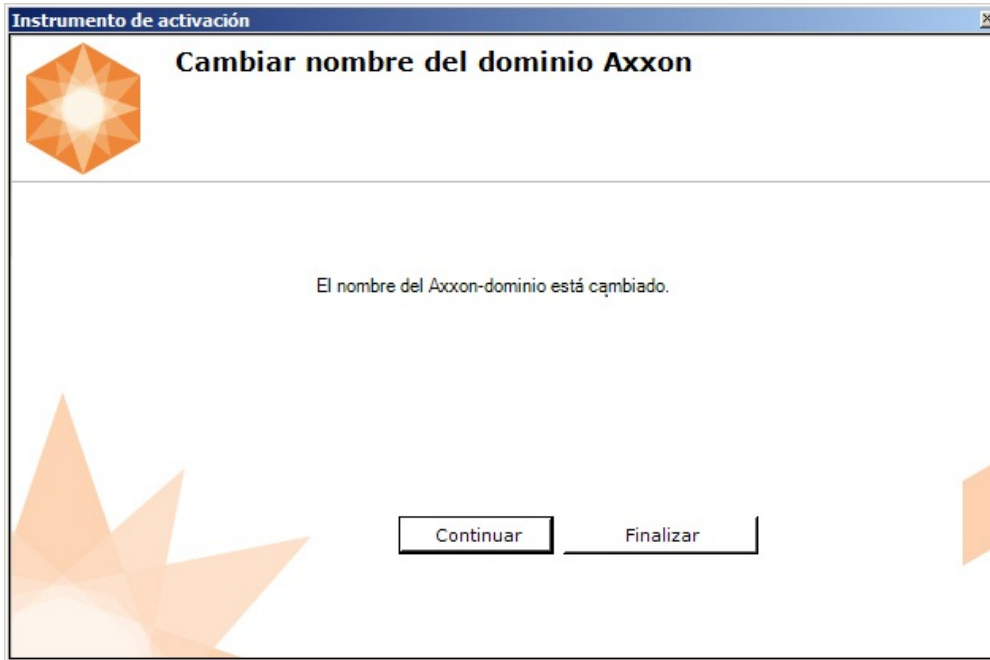 Instrumento de activación
Cambiar nombre del dominio Axxon
El nombre del Axxon-dominio está cambiado.
Continuar
Finalizar